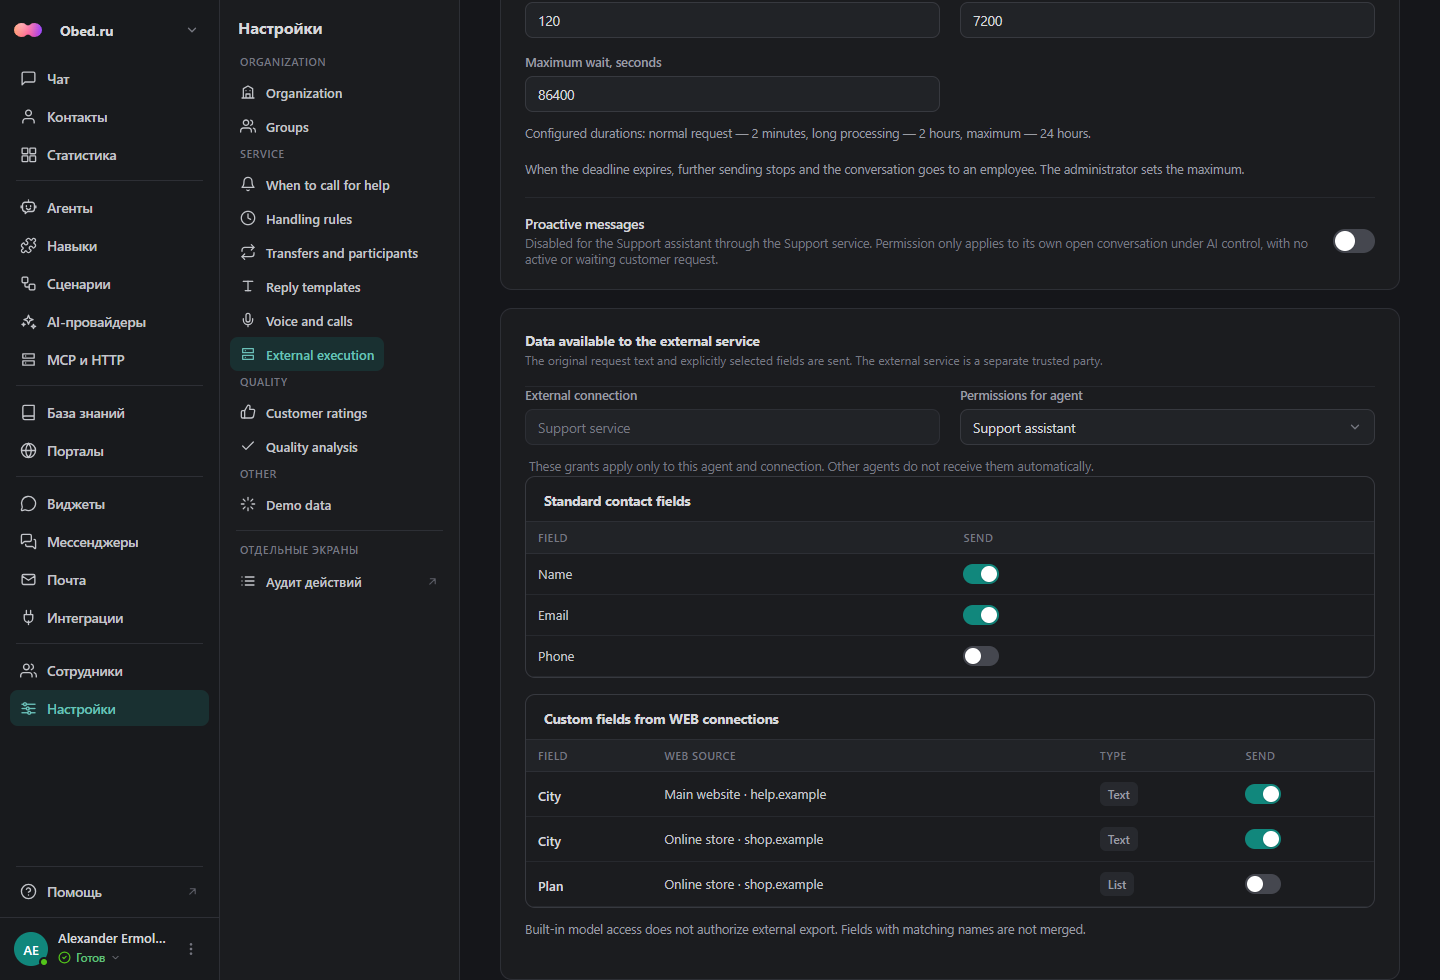 Obed.ru
Чат
Контакты
Статистика
Агенты
Навыки
Сценарии
AI-провайдеры
MCP и HTTP
База знаний
Порталы
Виджеты
Мессенджеры
Почта
Интеграции
Сотрудники
Настройки
Помощь
AE
Alexander Ermol...
Готов
Настройки
ORGANIZATION
Organization
Groups
SERVICE
When to call for help
Handling rules
Transfers and participants
Reply templates
Voice and calls
External execution
QUALITY
Customer ratings
Quality analysis
OTHER
Demo data
ОТДЕЛЬНЫЕ ЭКРАНЫ
Аудит действий
120
7200
Maximum wait, seconds
86400
Configured durations: normal request — 2 minutes, long processing — 2 hours, maximum — 24 hours.
When the deadline expires, further sending stops and the conversation goes to an employee. The administrator sets the maximum.
Proactive messages
Disabled for the Support assistant through the Support service. Permission only applies to its own open conversation under AI control, with no
active or waiting customer request.
Data available to the external service
The original request text and explicitly selected fields are sent. The external service is a separate trusted party.
External connection
Permissions for agent
Support service
Support assistant
These grants apply only to this agent and connection. Other agents do not receive them automatically.
Standard contact fields
FIELD SEND
Name
Email
Phone
Custom fields from WEB connections
FIELD WEB SOURCE TYPE SEND
City Main website · help.example Text
City Online store · shop.example Text
Plan Online store · shop.example List
Built-in model access does not authorize external export. Fields with matching names are not merged.